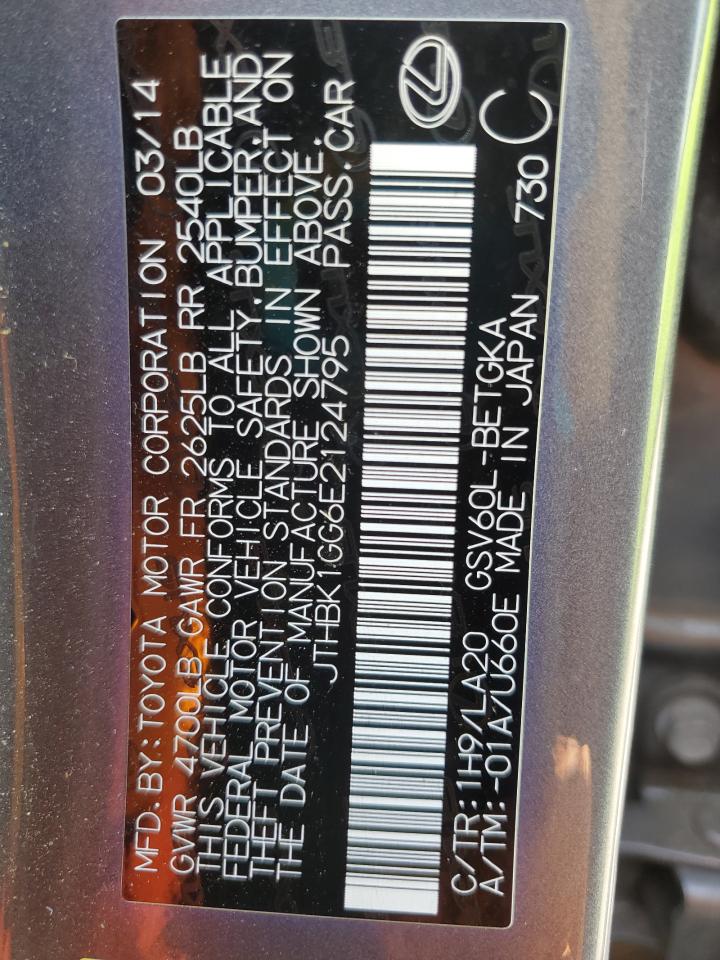 MFD.BY:TOYOTA MOTOR CORPORATION 03/14
GVWR 4700LB GAWR FR 2625LB RR 2540LB
THIS VEHICLE CONFORMS TO ALL APPLICABLE
FEDERAL MOTOR VEHICLE SAFETY,BUMPER,AND
THEFT PREVENTION STANDARDS IN EFFECT ON
THE DATE OF MANUFACTURE SHOWN ABOVE.
JTHBK1GG6E2124795 PASS.CAR
C/TR:1H9/LA20 GSV60L-BETGKA
A/TM:-01A/U660E MADE IN JAPAN 730 C